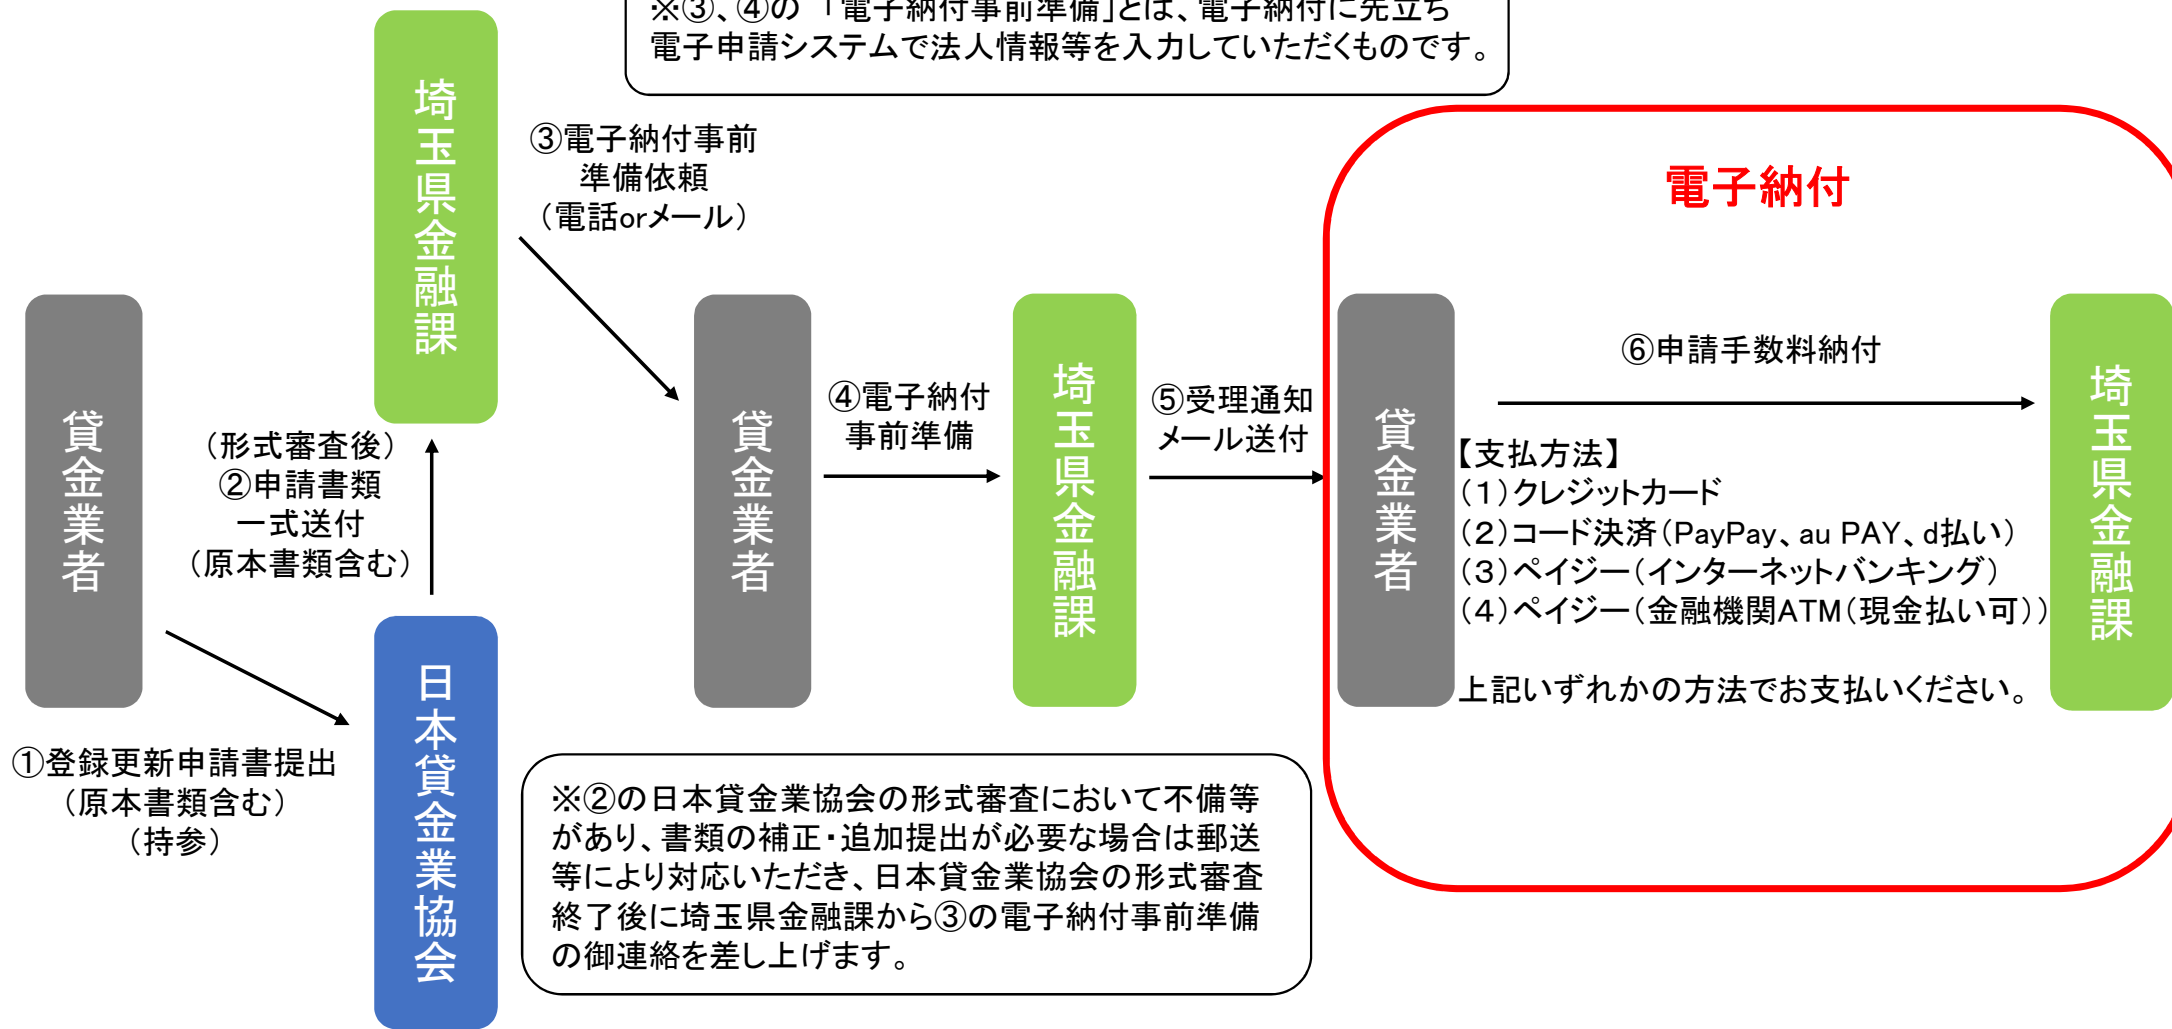 ※③、④の「電子納付事前準備」とは、電子納付に先立ち
電子申請システムで法人情報等を入力していただくものです。
貸金業者
①登録更新申請書提出
（原本書類含む）
（持参）
日本貸金業協会
（形式審査後）
②申請書類
一式送付
（原本書類含む）
埼玉県金融課
③電子納付事前
準備依頼
（電話orメール）
貸金業者
④電子納付
事前準備
埼玉県金融課
⑤受理通知
メール送付
電子納付
貸金業者
⑥申請手数料納付
【支払方法】
（１）クレジットカード
（２）コード決済（PayPay、au PAY、d払い）
（３）ペイジー（インターネットバンキング）
（４）ペイジー（金融機関ATM（現金払い可））
上記いずれかの方法でお支払いください。
埼玉県金融課
※②の日本貸金業協会の形式審査において不備等
があり、書類の補正・追加提出が必要な場合は郵送
等により対応いただき、日本貸金業協会の形式審査
終了後に埼玉県金融課から③の電子納付事前準備
の御連絡を差し上げます。